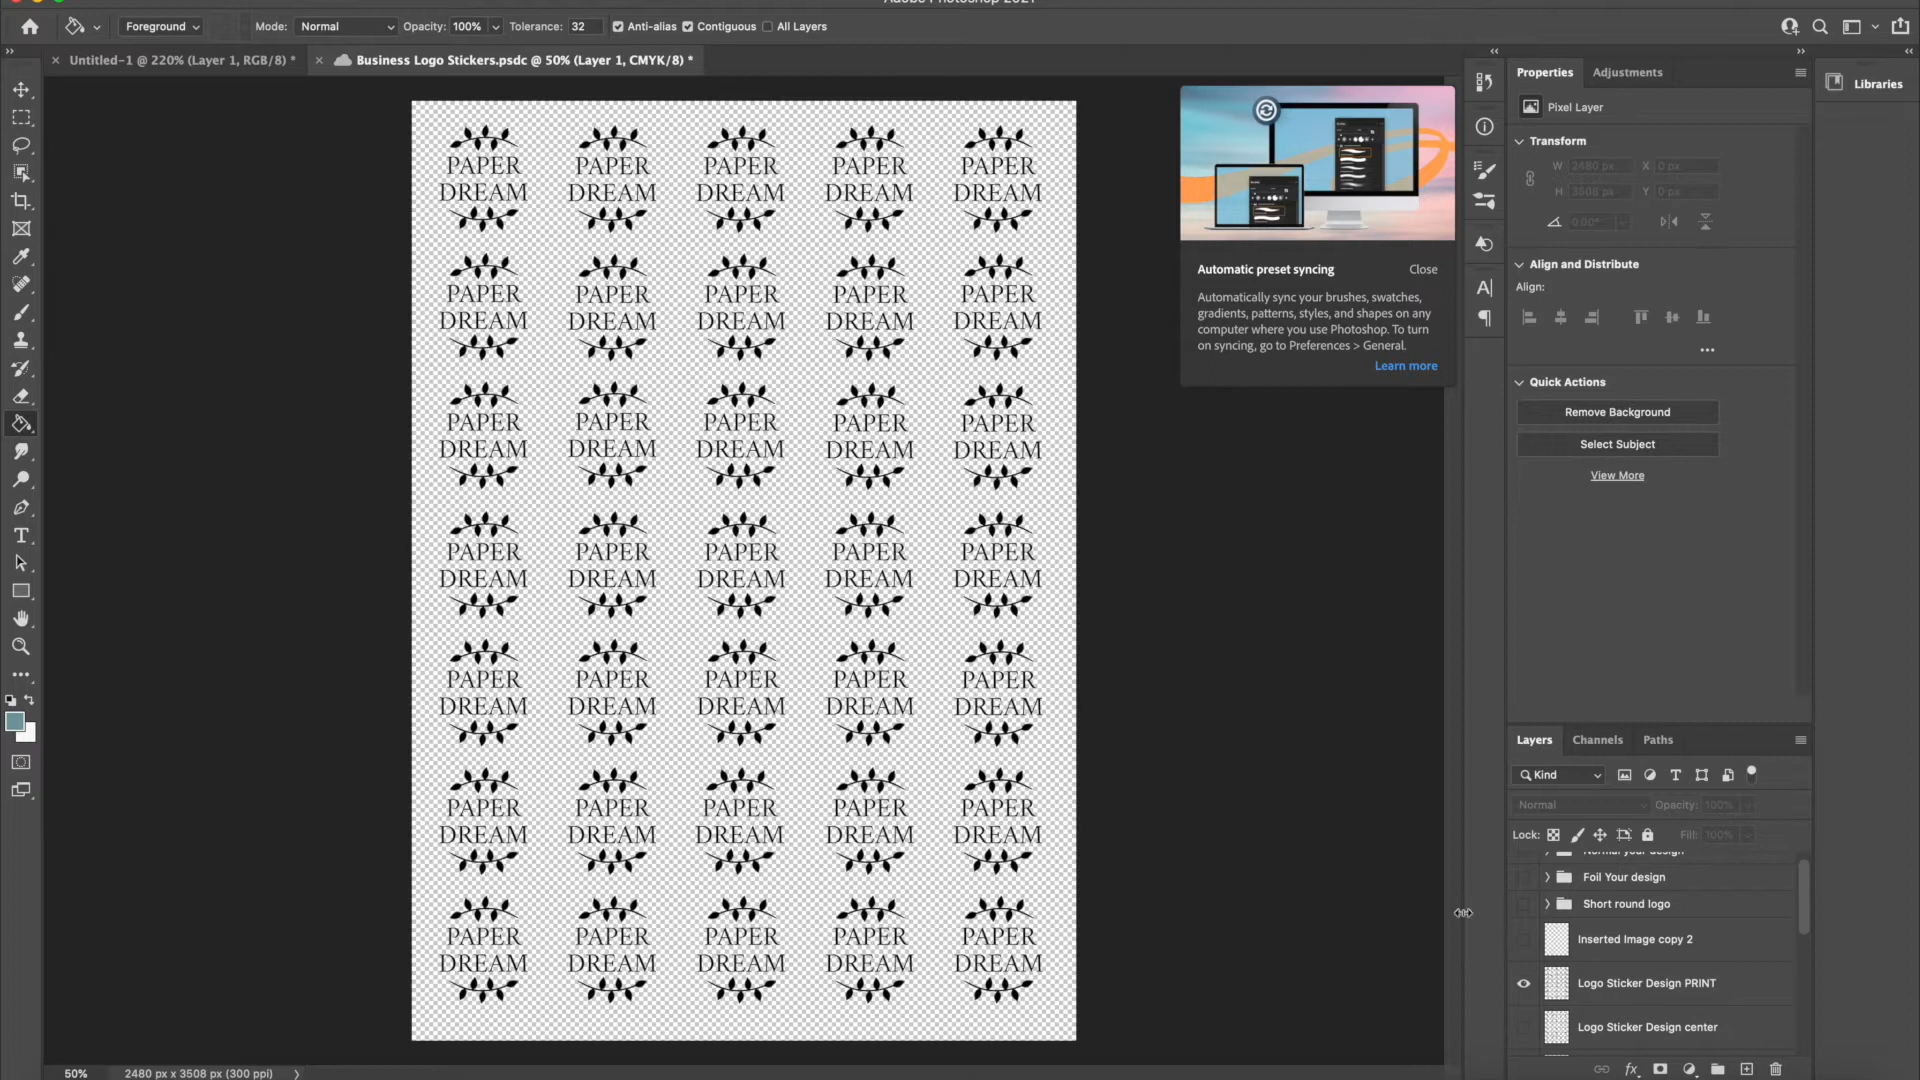 Foreground
Mode:
Normal
Opacity:
100%
Tolerance:
32
Anti-alias
Contiguous
All Layers
Untitled-1 @ 220% (Layer 1, RGB/8) *
Business Logo Stickers.psdc @ 50% (Layer 1, CMYK/8) *
PAPER PAPER PAPER PAPER PAPER
DREAM DREAM DREAM DREAM DREAM
PAPER PAPER PAPER PAPER PAPER
DREAM DREAM DREAM DREAM DREAM
PAPER PAPER PAPER PAPER PAPER
DREAM DREAM DREAM DREAM DREAM
PAPER PAPER PAPER PAPER PAPER
DREAM DREAM DREAM DREAM DREAM
PAPER PAPER PAPER PAPER PAPER
DREAM DREAM DREAM DREAM DREAM
PAPER PAPER PAPER PAPER PAPER
DREAM DREAM DREAM DREAM DREAM
PAPER PAPER PAPER PAPER PAPER
DREAM DREAM DREAM DREAM DREAM
Automatic preset syncing
Close
Automatically sync your brushes, swatches,
gradients, patterns, styles, and shapes on any
computer where you use Photoshop. To turn
on syncing, go to Preferences > General.
Learn more
Properties
Adjustments
Libraries
Pixel Layer
Transform
W 2480 px X 0 px
H 3508 px Y 0 px
0.00°
Align and Distribute
Align:
Quick Actions
Remove Background
Select Subject
View More
Layers
Channels
Paths
Kind
Normal
Opacity: 100%
Lock:
Fill: 100%
Normal your design
Foil Your design
Short round logo
Inserted Image copy 2
Logo Sticker Design PRINT
Logo Sticker Design center
50%
2480 px x 3508 px (300 ppi)